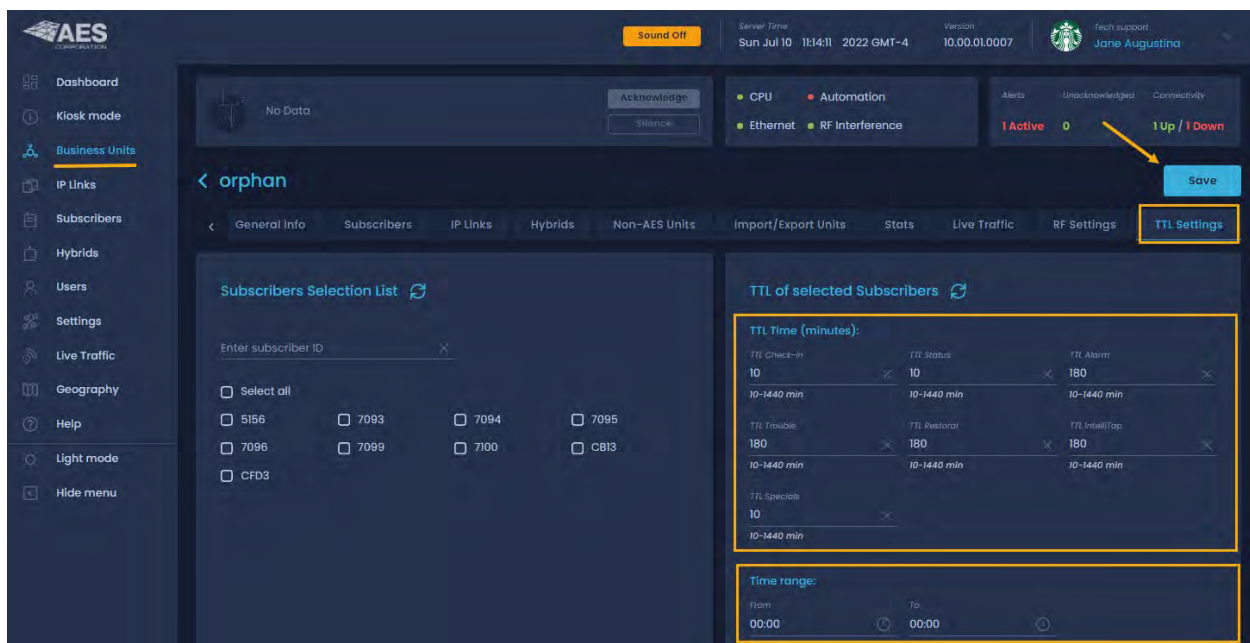 AES
CORPORATION
Sound Off
Server Time
Sun Jul 10 11:14:11 2022 GMT-4
Version
10.00.01.0007
Tech support
Jane Augustina
Dashboard
Kiosk mode
Business Units
IP Links
Subscribers
Hybrids
Users
Settings
Live Traffic
Geography
Help
Light mode
Hide menu
No Data
Acknowledge
Silence
CPU Automation
Ethernet RF Interference
Alerts Unacknowledged Connectivity
1 Active 0 1 Up / 1 Down
< orphan
Save
< General Info Subscribers IP Links Hybrids Non-AES Units Import/Export Units Stats Live Traffic RF Settings TTL Settings
Subscribers Selection List
Enter subscriber ID
Select all
5156 7093 7094 7095
7096 7099 7100 CB13
CFD3
TTL of selected Subscribers
TTL Time (minutes):
TTL Check-in TTL Status TTL Alarm
10 10 180
10-1440 min 10-1440 min 10-1440 min
TTL Trouble TTL Restoral TTL IntelliTap
180 180 180
10-1440 min 10-1440 min 10-1440 min
TTL Specials
10
10-1440 min
Time range:
From To
00:00 00:00